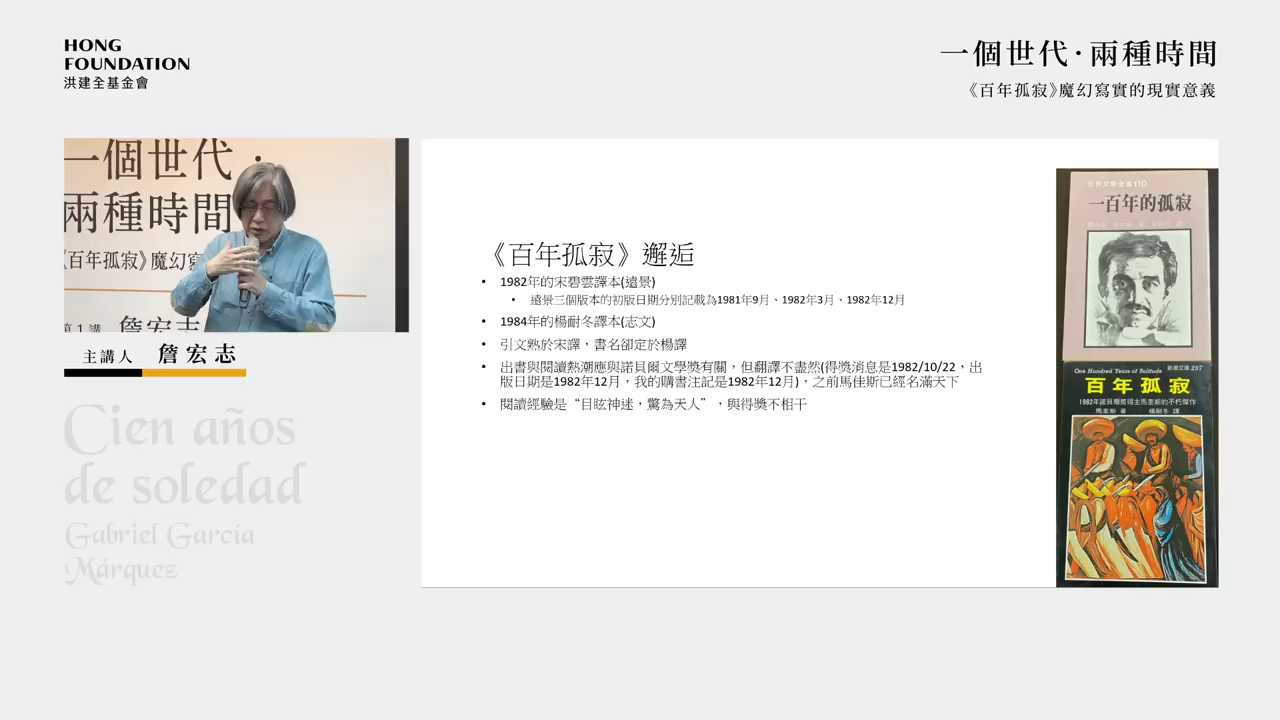 HONG
FOUNDATION
洪建全基金會
一個世代·兩種時間
《百年孤寂》魔幻寫實的現實意義
一個世代·
兩種時間
《百年孤寂》魔幻寫
第1講 詹宏志
主講人 詹宏志
Cien años
de soledad
Gabriel García
Márquez
《百年孤寂》邂逅
• 1982年的宋碧雲譯本(遠景)
• 遠景三個版本的初版日期分別記載為1981年9月、1982年3月、1982年12月
• 1984年的楊耐冬譯本(志文)
• 引文熟於宋譯，書名卻定於楊譯
• 出書與閱讀熱潮應與諾貝爾文學獎有關，但翻譯不盡然(得獎消息是1982/10/22，出
版日期是1982年12月，我的購書注記是1982年12月)，之前馬佳斯已經名滿天下
• 閱讀經驗是“目眩神迷，驚為天人”，與得獎不相干
世界文學全集110
一百年的孤寂
One Hundred Years of Solitude 新潮文庫 297
百年孤寂
1982年諾貝爾獎得主馬奎斯的不朽傑作
馬奎斯 著 楊耐冬 譯